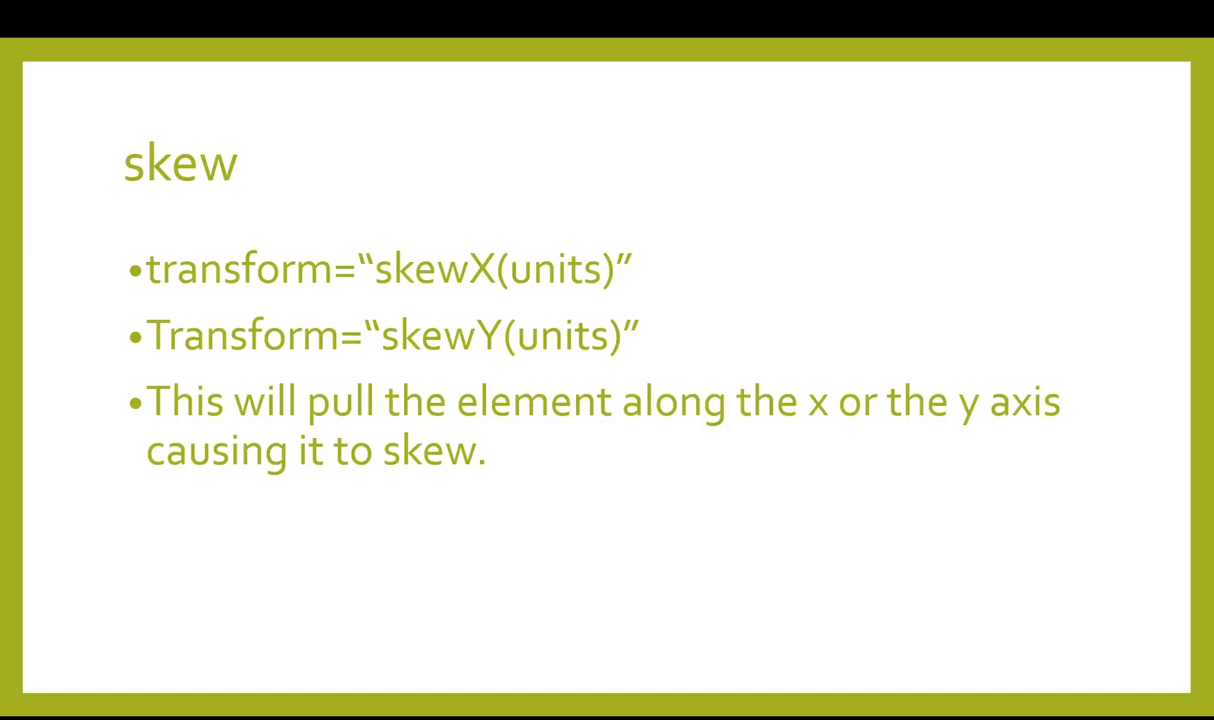 skew
•transform=“skewX(units)”
•Transform=“skewY(units)”
•This will pull the element along the x or the y axis
causing it to skew.